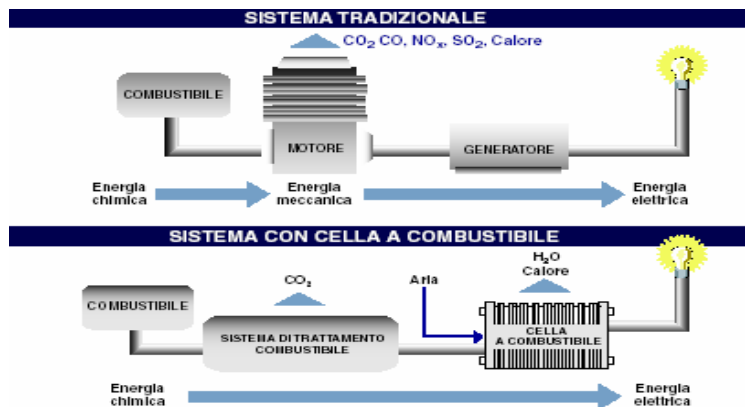 SISTEMA TRADIZIONALE
CO₂ CO, NOₓ, SO₂, Calore
COMBUSTIBILE
MOTORE
GENERATORE
Energia
chimica
Energia
meccanica
Energia
elettrica
SISTEMA CON CELLA A COMBUSTIBILE
CO₂
Aria
H₂O
Calore
COMBUSTIBILE
SISTEMA DI TRATTAMENTO
COMBUSTIBILE
CELLA
A COMBUSTIBILE
Energia
chimica
Energia
elettrica